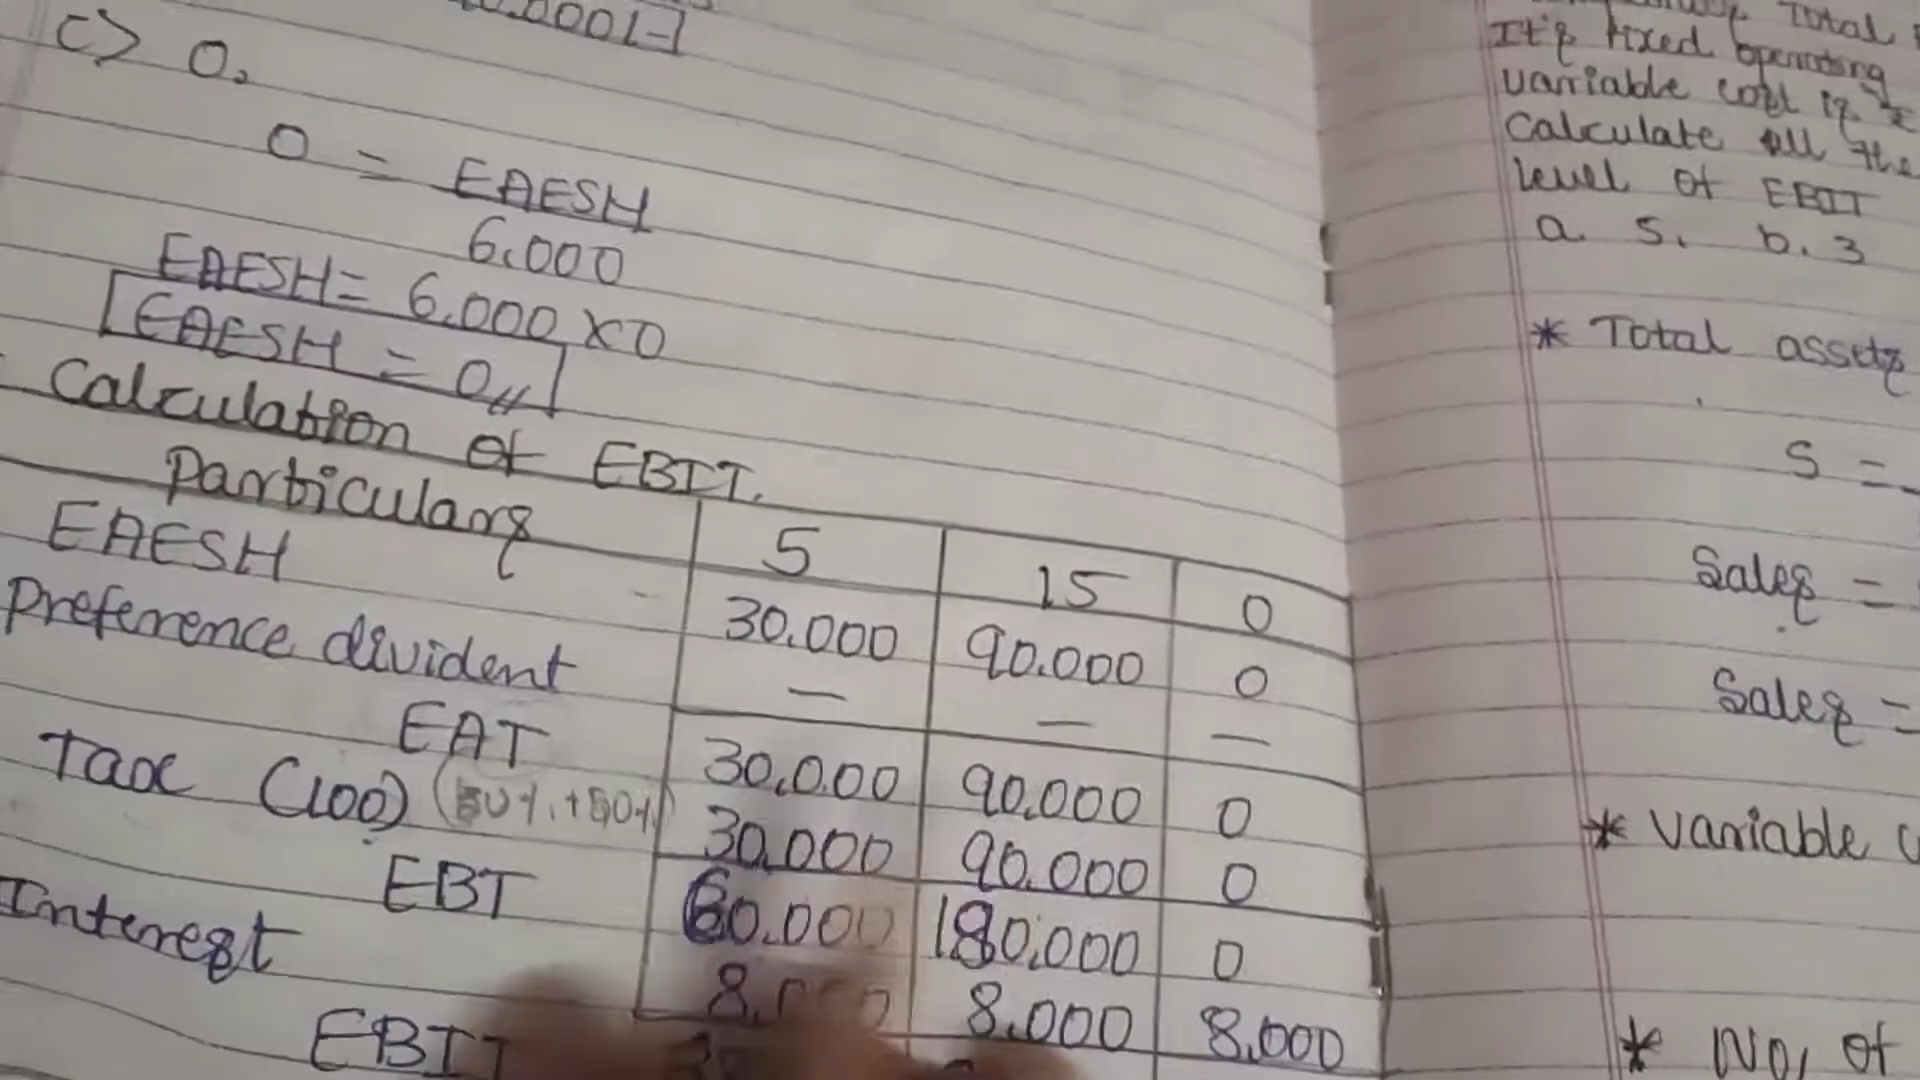 c) 0,
0 = EAESH
6,000
EAESH = 6,000 X 0
EAESH = 0,,
Calculation of EBIT.
Particulars 5 15 0
EAESH 30,000 90,000 0
Preference divident — — —
EAT 30,000 90,000 0
Tax (100) (50%+50%) 30,000 90,000 0
EBT 60,000 180,000 0
Interest 8,000 8,000 8,000
EBIT
Total
It's fixed operating
variable cost is
Calculate all the
level of EBIT
a. 5. b. 3
* Total assets
S =
Sales =
Sales =
* Variable
* No, of